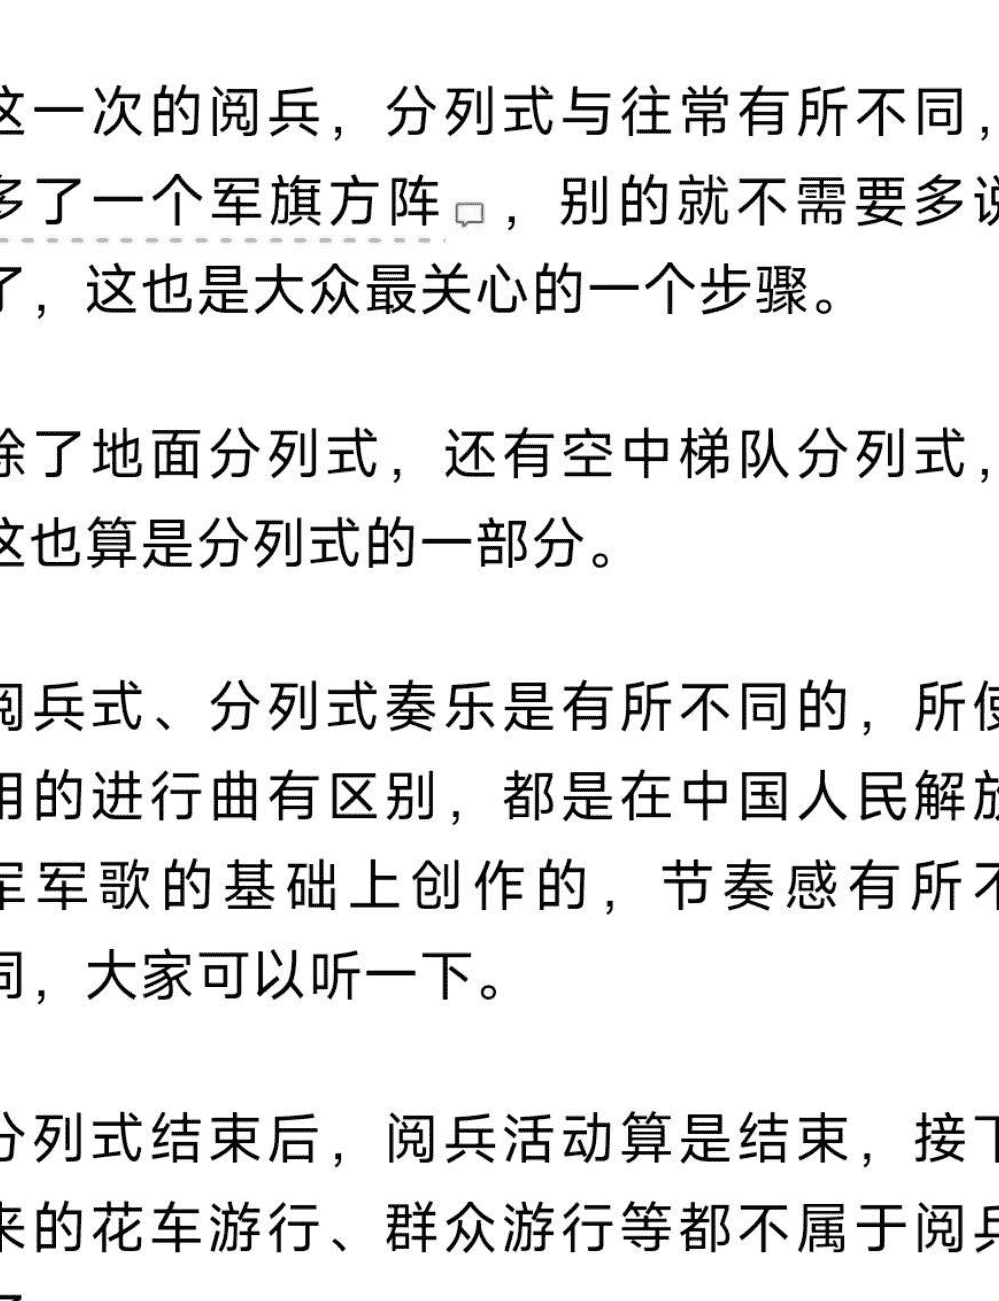 这一次的阅兵，分列式与往常有所不同，
多了一个军旗方阵，别的就不需要多说
了，这也是大众最关心的一个步骤。
除了地面分列式，还有空中梯队分列式，
这也算是分列式的一部分。
阅兵式、分列式奏乐是有所不同的，所使
用的进行曲有区别，都是在中国人民解放
军军歌的基础上创作的，节奏感有所不
同，大家可以听一下。
分列式结束后，阅兵活动算是结束，接下
来的花车游行、群众游行等都不属于阅兵